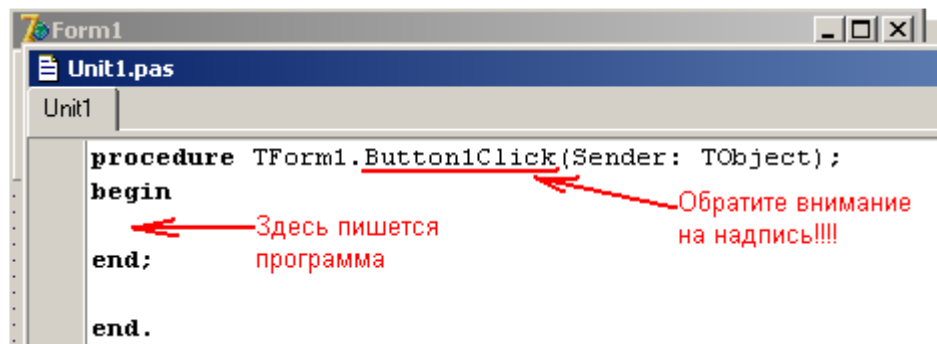 Form1
Unit1.pas
Unit1
procedure TForm1.Button1Click(Sender: TObject);
begin
Обратите внимание
на надпись!!!!
Здесь пишется
программа
end;
end.